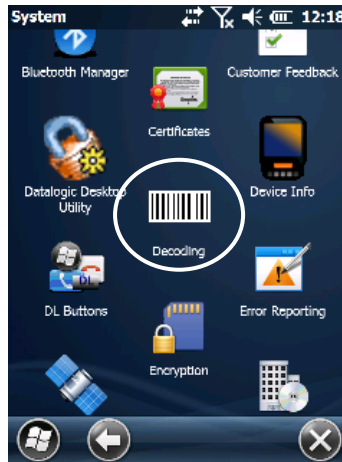 System 12:18
Bluetooth Manager
Customer Feedback
Certificates
Datalogic Desktop
Utility
Device Info
Decoding
DL Buttons
DL
Error Reporting
Encryption